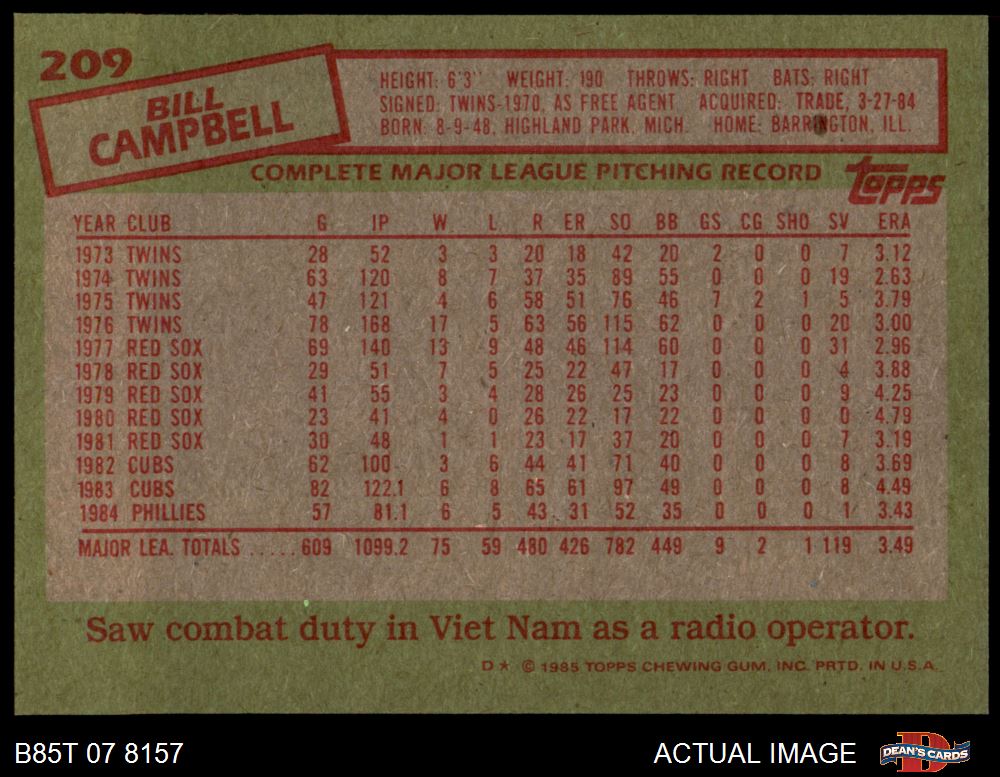 209
BILL
CAMPBELL
HEIGHT: 6'3" WEIGHT: 190 THROWS: RIGHT BATS: RIGHT
SIGNED: TWINS-1970, AS FREE AGENT ACQUIRED: TRADE, 3-27-84
BORN: 8-9-48, HIGHLAND PARK, MICH. HOME: BARRINGTON, ILL.
COMPLETE MAJOR LEAGUE PITCHING RECORD
topps
YEAR CLUB G IP W L R ER SO BB GS CG SHO SV ERA
1973 TWINS 28 52 3 3 20 18 42 20 2 0 0 7 3.12
1974 TWINS 63 120 8 7 37 35 89 55 0 0 0 19 2.63
1975 TWINS 47 121 4 6 58 51 76 46 7 2 1 5 3.79
1976 TWINS 78 168 17 5 63 56 115 62 0 0 0 20 3.00
1977 RED SOX 69 140 13 9 48 46 114 60 0 0 0 31 2.96
1978 RED SOX 29 51 7 5 25 22 47 17 0 0 0 4 3.88
1979 RED SOX 41 55 3 4 28 26 25 23 0 0 0 9 4.25
1980 RED SOX 23 41 4 0 26 22 17 22 0 0 0 0 4.79
1981 RED SOX 30 48 1 1 23 17 37 20 0 0 0 7 3.19
1982 CUBS 62 100 3 6 44 41 71 40 0 0 0 8 3.69
1983 CUBS 82 122.1 6 8 65 61 97 49 0 0 0 8 4.49
1984 PHILLIES 57 81.1 6 5 43 31 52 35 0 0 0 1 3.43
MAJOR LEA. TOTALS ..... 609 1099.2 75 59 480 426 782 449 9 2 1 119 3.49
Saw combat duty in Viet Nam as a radio operator.
D * © 1985 TOPPS CHEWING GUM, INC. PRTD. IN U.S.A.
B85T 07 8157
ACTUAL IMAGE
DEAN'S CARDS